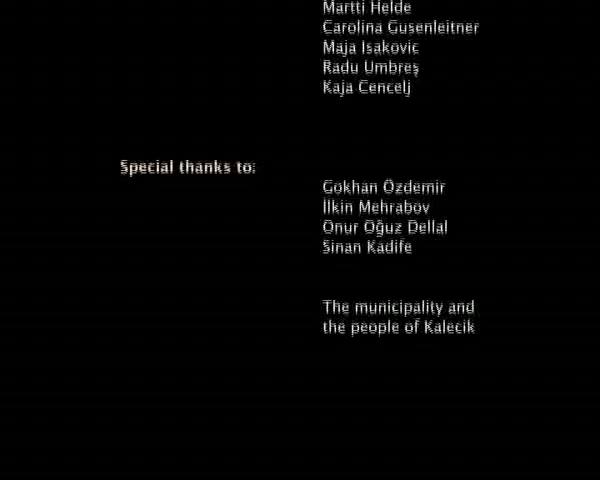 Martti Helde
Carolina Gusenleitner
Maja Isakovic
Radu Umbreş
Kaja Cencelj
Special thanks to:
Gökhan Özdemir
İlkin Mehrabov
Onur Oğuz Dellal
Sinan Kadife
The municipality and
the people of Kalecik